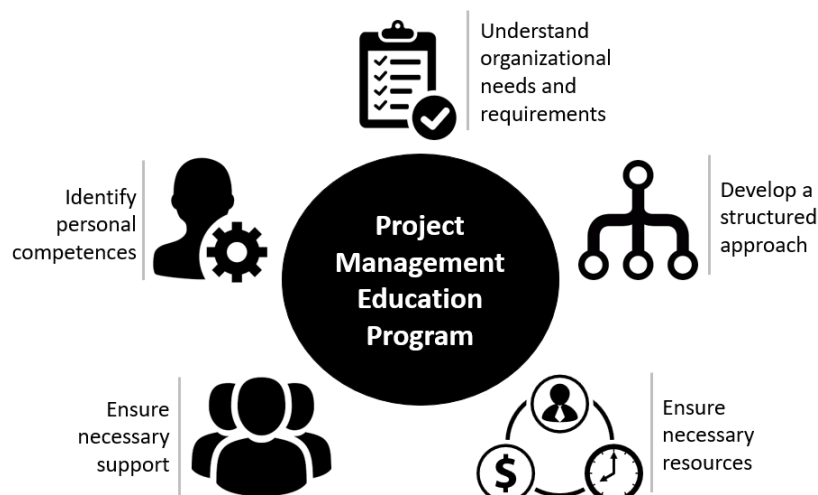 Understand
organizational
needs and
requirements
Identify
personal
competences
Project
Management
Education
Program
Develop a
structured
approach
Ensure
necessary
support
Ensure
necessary
resources
$